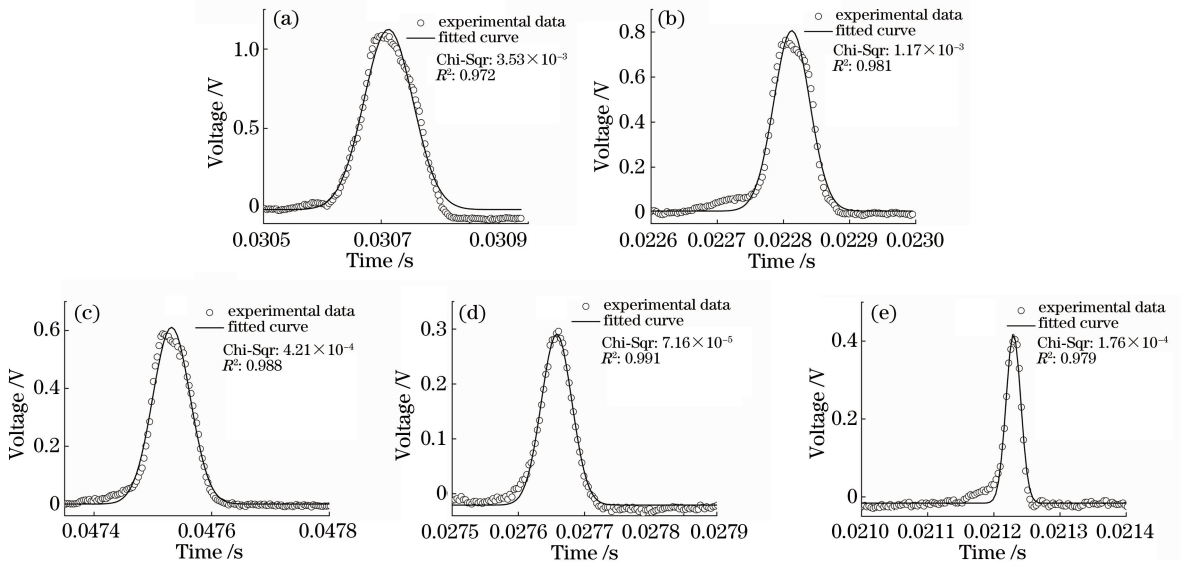 (a)
experimental data
fitted curve
Chi-Sqr: 3.53×10⁻³
R²: 0.972
1.0
0.5
0
Voltage /V
0.0305 0.0307 0.0309
Time /s
(b)
experimental data
fitted curve
Chi-Sqr: 1.17×10⁻³
R²: 0.981
0.8
0.6
0.4
0.2
0
Voltage /V
0.0226 0.0227 0.0228 0.0229 0.0230
Time /s
(c)
experimental data
fitted curve
Chi-Sqr: 4.21×10⁻⁴
R²: 0.988
0.6
0.4
0.2
0
Voltage /V
0.0474 0.0476 0.0478
Time /s
(d)
experimental data
fitted curve
Chi-Sqr: 7.16×10⁻⁵
R²: 0.991
0.3
0.2
0.1
0
Voltage /V
0.0275 0.0276 0.0277 0.0278 0.0279
Time /s
(e)
experimental data
fitted curve
Chi-Sqr: 1.76×10⁻⁴
R²: 0.979
0.4
0.2
0
Voltage /V
0.0210 0.0211 0.0212 0.0213 0.0214
Time /s